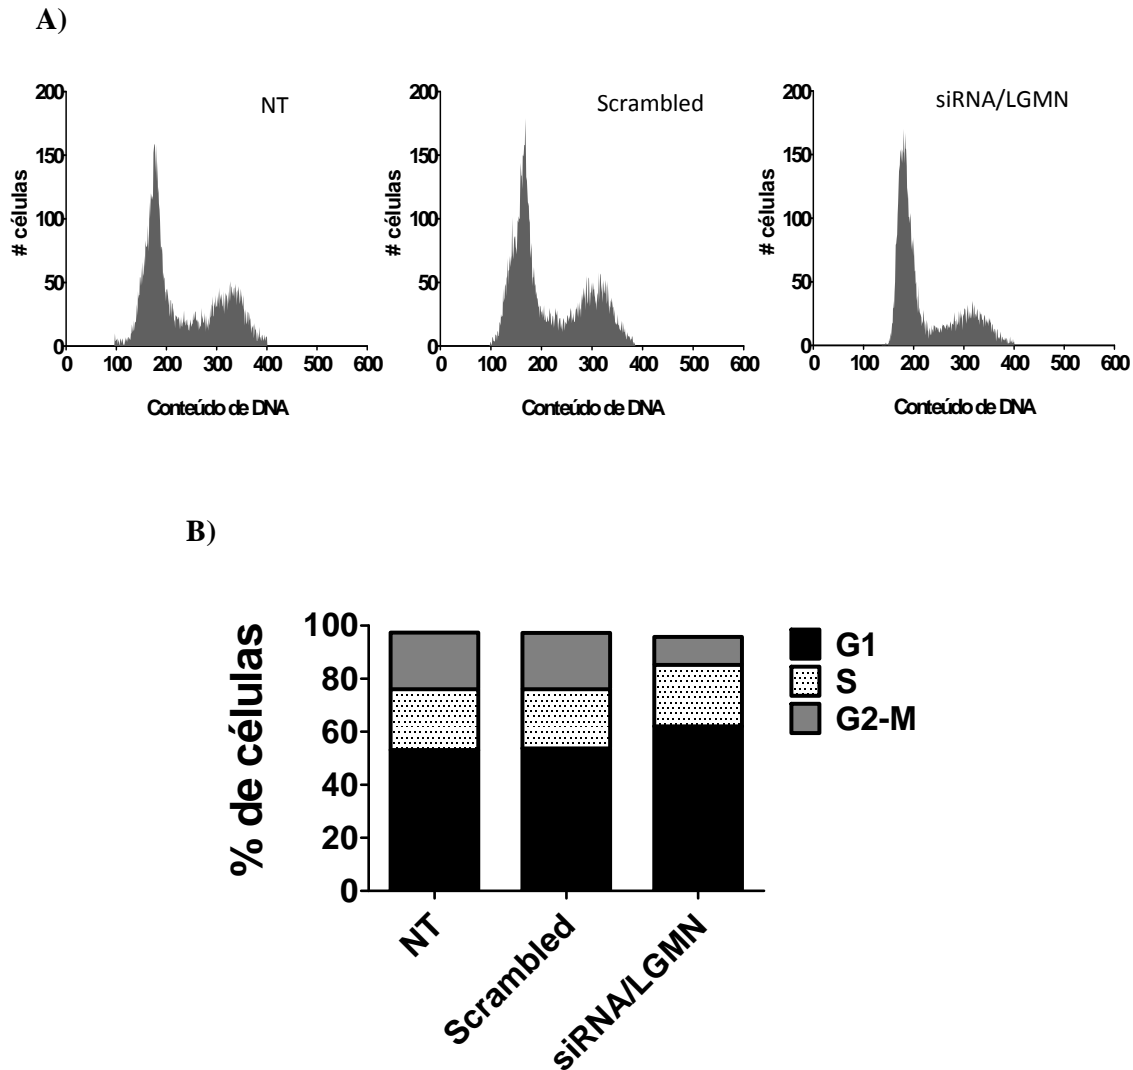 A)
NT
Scrambled
siRNA/LGMN
# células
200
150
100
50
0
0 100 200 300 400 500 600
Conteúdo de DNA
# células
200
150
100
50
0
0 100 200 300 400 500 600
Conteúdo de DNA
# células
200
150
100
50
0
0 100 200 300 400 500 600
Conteúdo de DNA
B)
% de células
100
80
60
40
20
0
NT
Scrambled
siRNA/LGMN
G1
S
G2-M